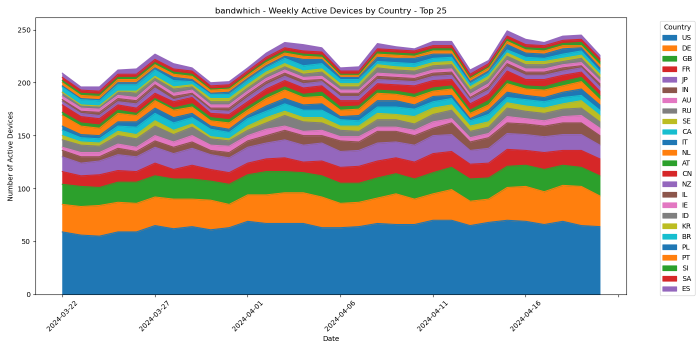 bandwhich - Weekly Active Devices by Country - Top 25
Number of Active Devices
250
200
150
100
50
0
2024-03-22
2024-03-27
2024-04-01
2024-04-06
2024-04-11
2024-04-16
Date
Country
US
DE
GB
FR
JP
IN
AU
RU
SE
CA
IT
NL
AT
CN
NZ
IL
IE
ID
KR
BR
PL
PT
SI
SA
ES